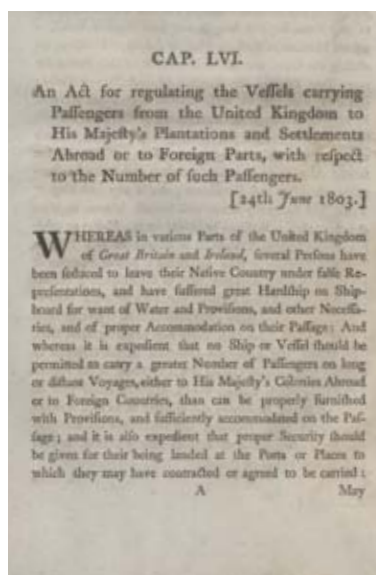 CAP. LVI.
An Act for regulating the Veſſels carrying
Paſſengers from the United Kingdom to
His Majeſty's Plantations and Settlements
Abroad or to Foreign Parts, with reſpect
to the Number of ſuch Paſſengers.
[24th June 1803.]
WHEREAS in various Parts of the United Kingdom
of Great Britain and Ireland, ſeveral Perſons have
been ſeduced to leave their Native Country under falſe Re-
preſentations, and have ſuffered great Hardſhip on Ship-
board for want of Water and Proviſions, and other Neceſſa-
ries, and of proper Accommodation on their Paſſage: And
whereas it is expedient that no Ship or Veſſel ſhould be
permitted to carry a greater Number of Paſſengers on long
or diſtant Voyages, either to His Majeſty's Colonies Abroad
or to Foreign Countries, than can be properly furniſhed
with Proviſions, and ſufficiently accommodated on the Paſ-
ſage; and it is alſo expedient that proper Security ſhould
be given for their being landed at the Ports or Places to
which they may have contracted or agreed to be carried:
A May